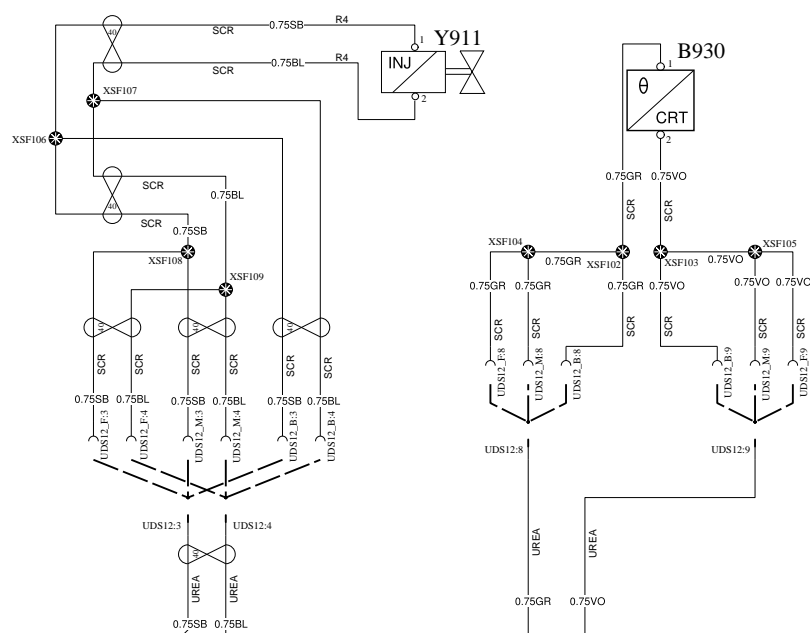 40
SCR
0.75SB
R4
1
Y911
INJ
SCR
0.75BL
R4
2
XSF107
XSF106
SCR
40
SCR
0.75BL
0.75SB
XSF108
XSF109
40
40
40
SCR
SCR
SCR
SCR
SCR
SCR
0.75SB
0.75BL
0.75SB
0.75BL
0.75SB
0.75BL
UDS12_F:3
UDS12_F:4
UDS12_M:3
UDS12_M:4
UDS12_B:3
UDS12_B:4
UDS12:3
UDS12:4
40
UREA
UREA
0.75SB
0.75BL
B930
1
θ
CRT
2
0.75GR
0.75VO
SCR
SCR
XSF104
0.75GR
XSF102
XSF103
0.75VO
XSF105
0.75GR
0.75GR
0.75GR
0.75VO
0.75VO
0.75VO
SCR
SCR
SCR
SCR
SCR
SCR
UDS12_F:8
UDS12_M:8
UDS12_B:8
UDS12_B:9
UDS12_M:9
UDS12_F:9
UDS12:8
UDS12:9
UREA
UREA
0.75GR
0.75VO